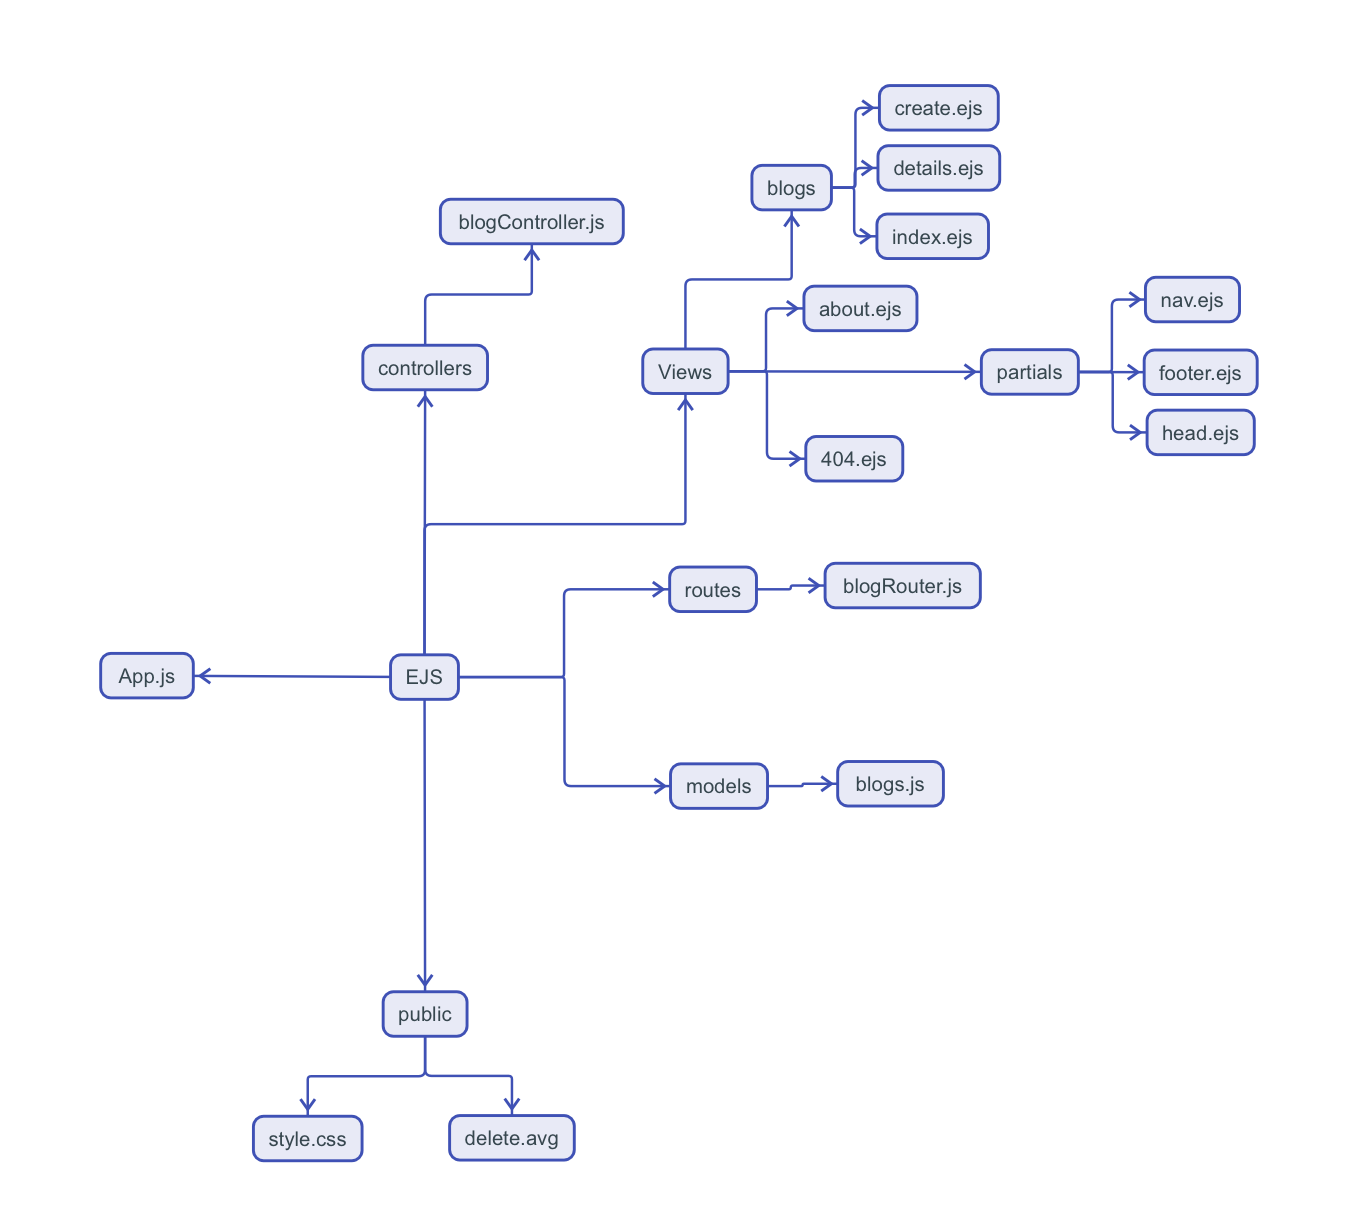 create.ejs
details.ejs
blogs
blogController.js
index.ejs
nav.ejs
about.ejs
controllers
Views
partials
footer.ejs
head.ejs
404.ejs
routes
blogRouter.js
App.js
EJS
models
blogs.js
public
style.css
delete.avg